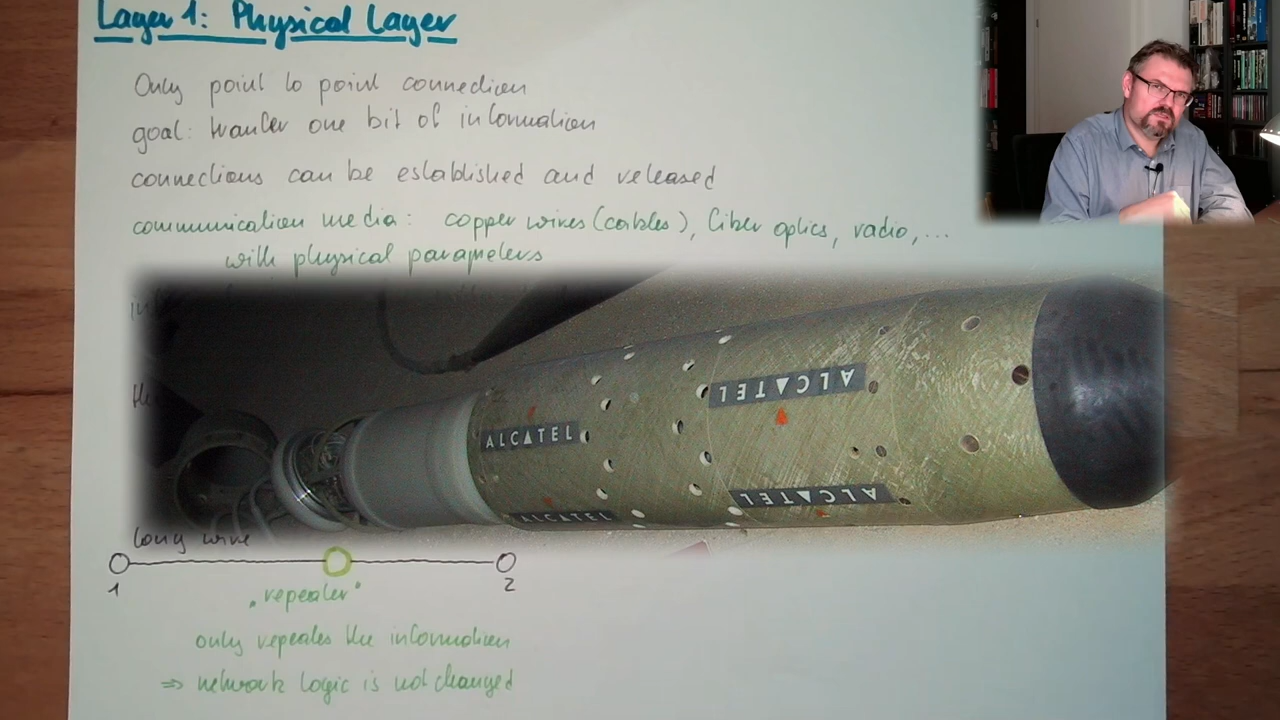 Layer 1: Physical Layer
Only point to point connection
goal: tranfer one bit of information
connections can be established and released
communication media: copper wires (cables), fiber optics, radio, ...
with physical parameters
ALCATEL
ALCATEL
ALCATEL
ALCATEL
long wire
1
2
"repeater"
only repeates the information
⇒ network logic is not changed